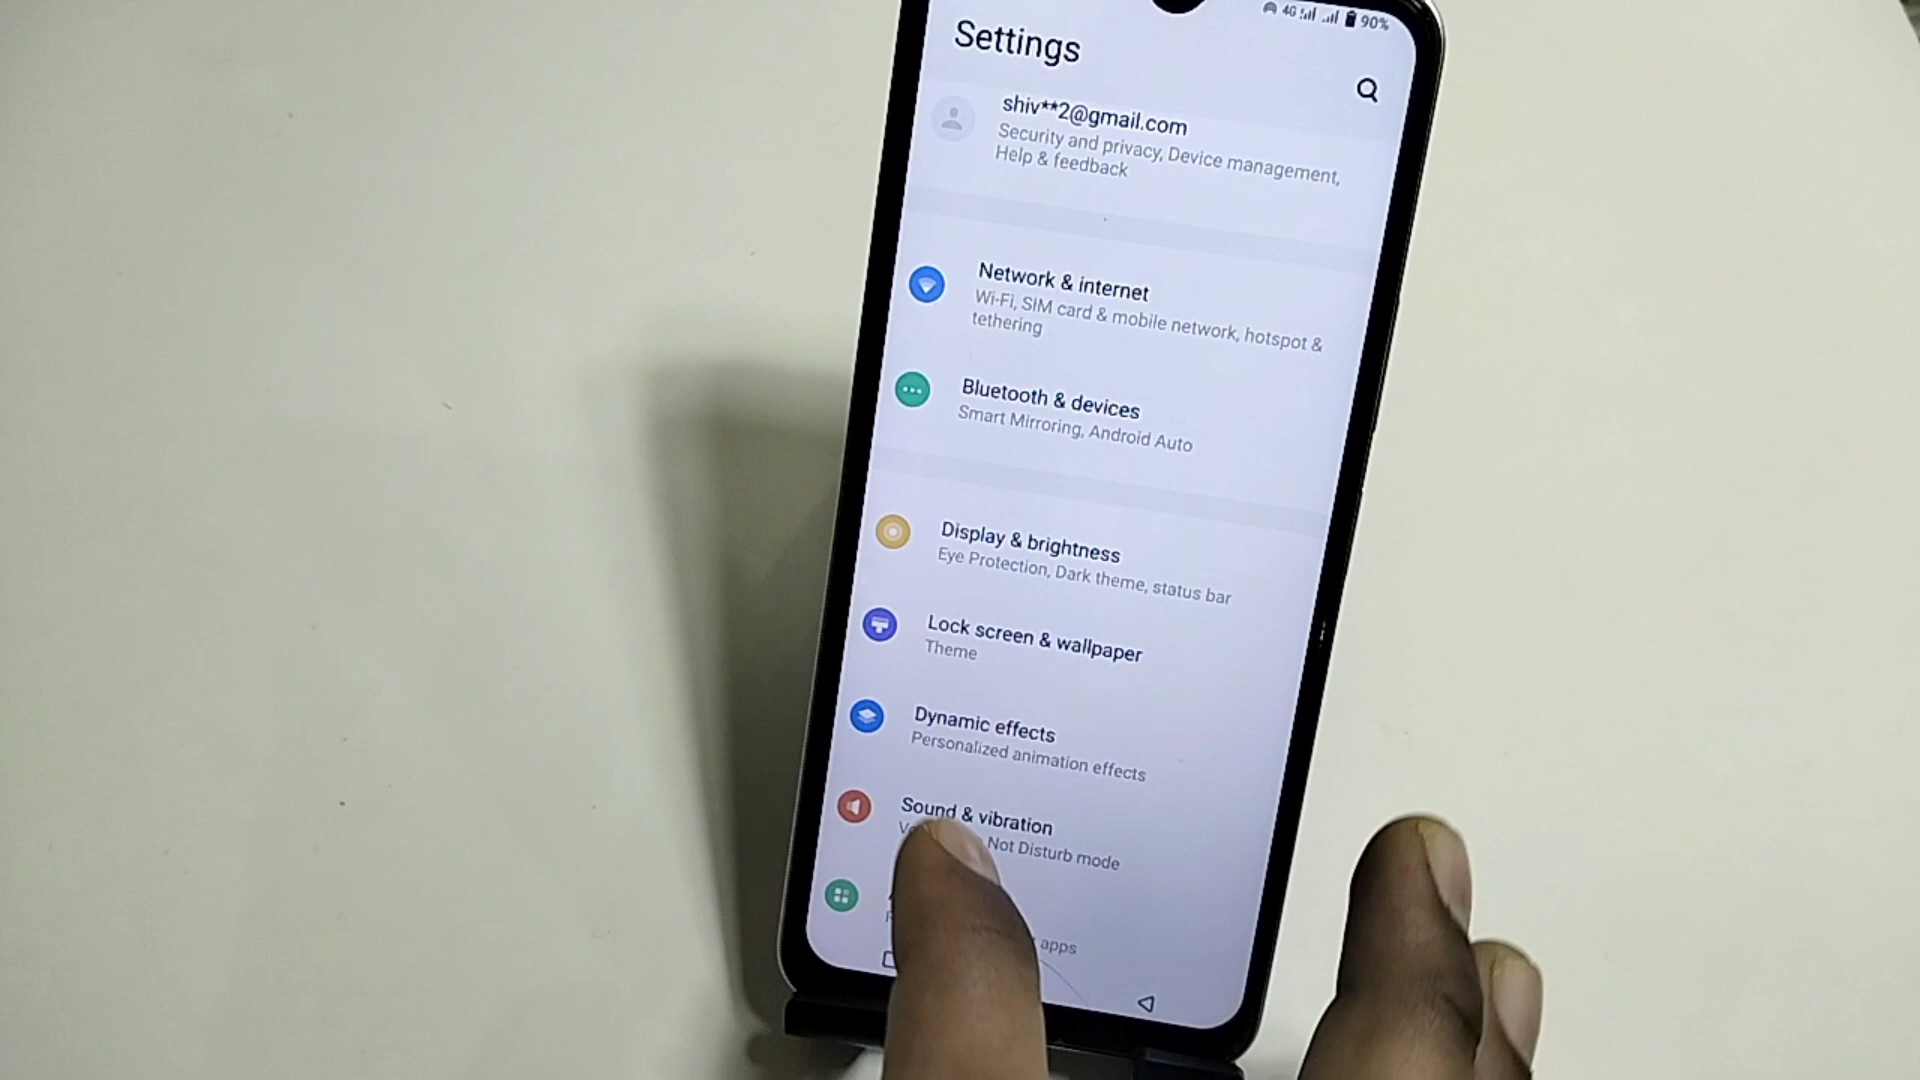 4G 90%
Settings
shiv**2@gmail.com
Security and privacy, Device management,
Help & feedback
Network & internet
Wi-Fi, SIM card & mobile network, hotspot &
tethering
Bluetooth & devices
Smart Mirroring, Android Auto
Display & brightness
Eye Protection, Dark theme, status bar
Lock screen & wallpaper
Theme
Dynamic effects
Personalized animation effects
Sound & vibration
Not Disturb mode
apps